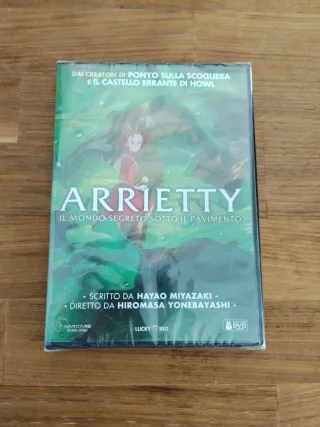 DAI CREATORI DI PONYO SULLA SCOGLIERA
E IL CASTELLO ERRANTE DI HOWL
ARRIETTY
IL MONDO SEGRETO SOTTO IL PAVIMENTO
- SCRITTO DA HAYAO MIYAZAKI -
- DIRETTO DA HIROMASA YONEBAYASHI -
LUCKY RED
DVD